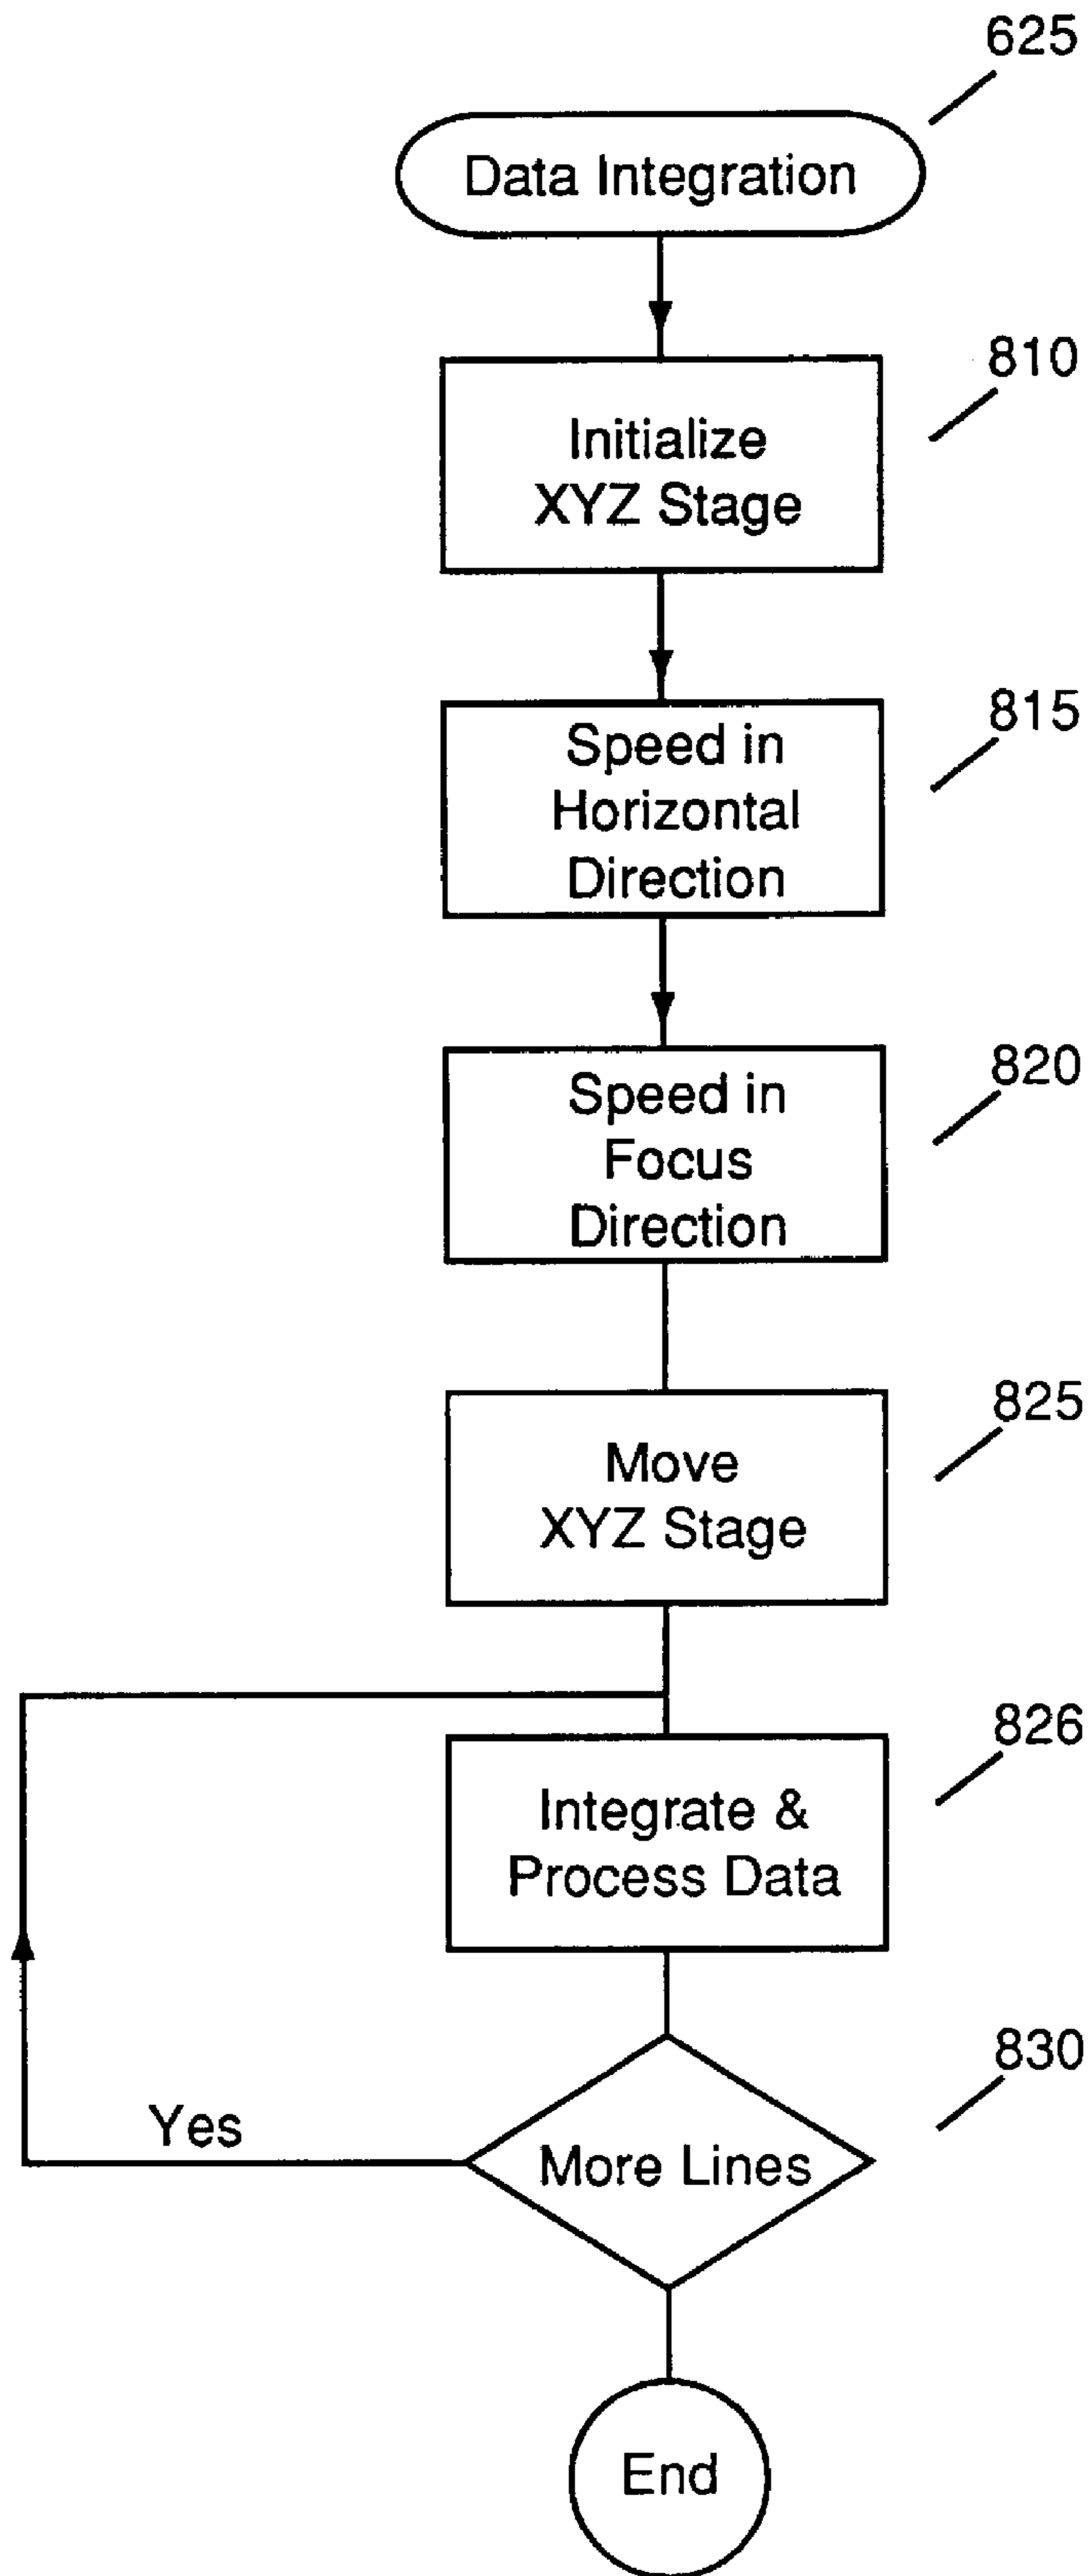 625
Data Integration
810
Initialize
XYZ Stage
815
Speed in
Horizontal
Direction
820
Speed in
Focus
Direction
825
Move
XYZ Stage
826
Integrate &
Process Data
830
Yes
More Lines
End